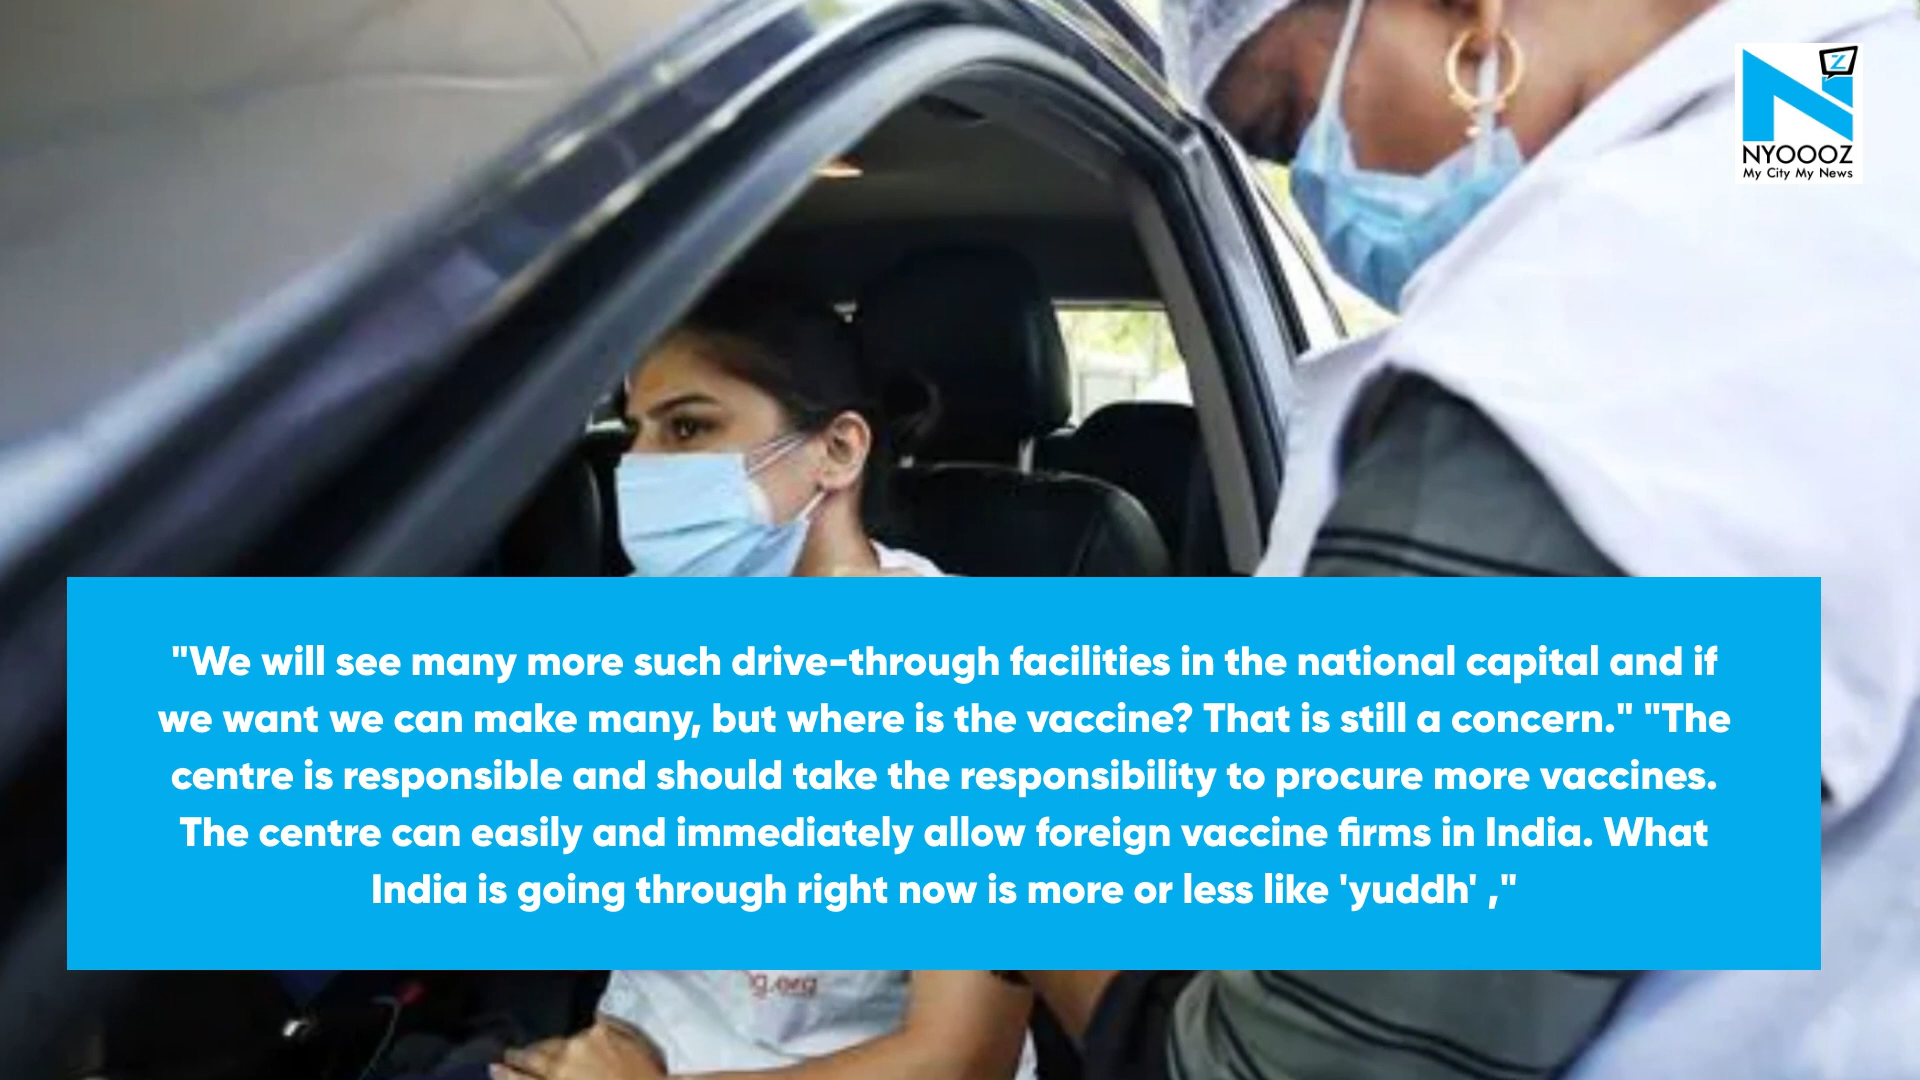 Z
NYOOOZ
My City My News
"We will see many more such drive-through facilities in the national capital and if
we want we can make many, but where is the vaccine? That is still a concern." "The
centre is responsible and should take the responsibility to procure more vaccines.
The centre can easily and immediately allow foreign vaccine firms in India. What
India is going through right now is more or less like 'yuddh' ,"
g.org